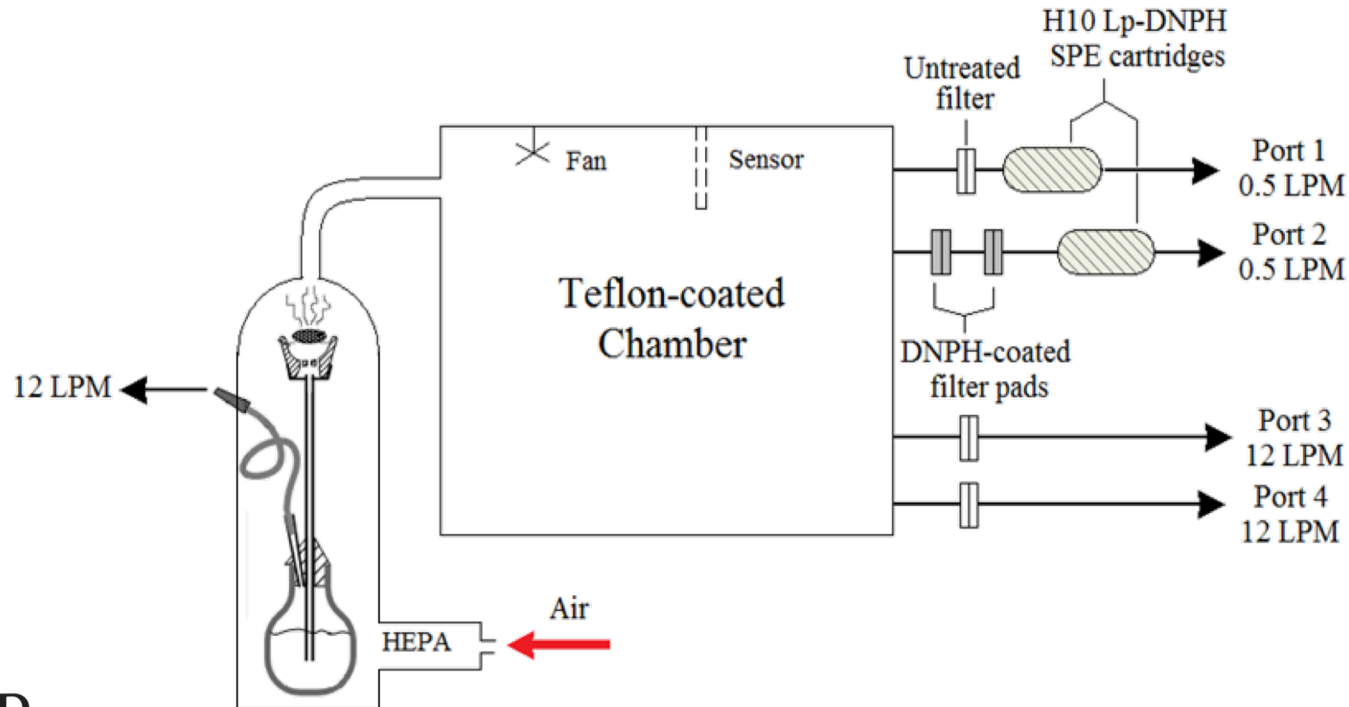 H10 Lp-DNPH
SPE cartridges
Untreated
filter
Port 1
0.5 LPM
Fan
Sensor
Port 2
0.5 LPM
Teflon-coated
Chamber
DNPH-coated
filter pads
12 LPM
Port 3
12 LPM
Port 4
12 LPM
Air
HEPA